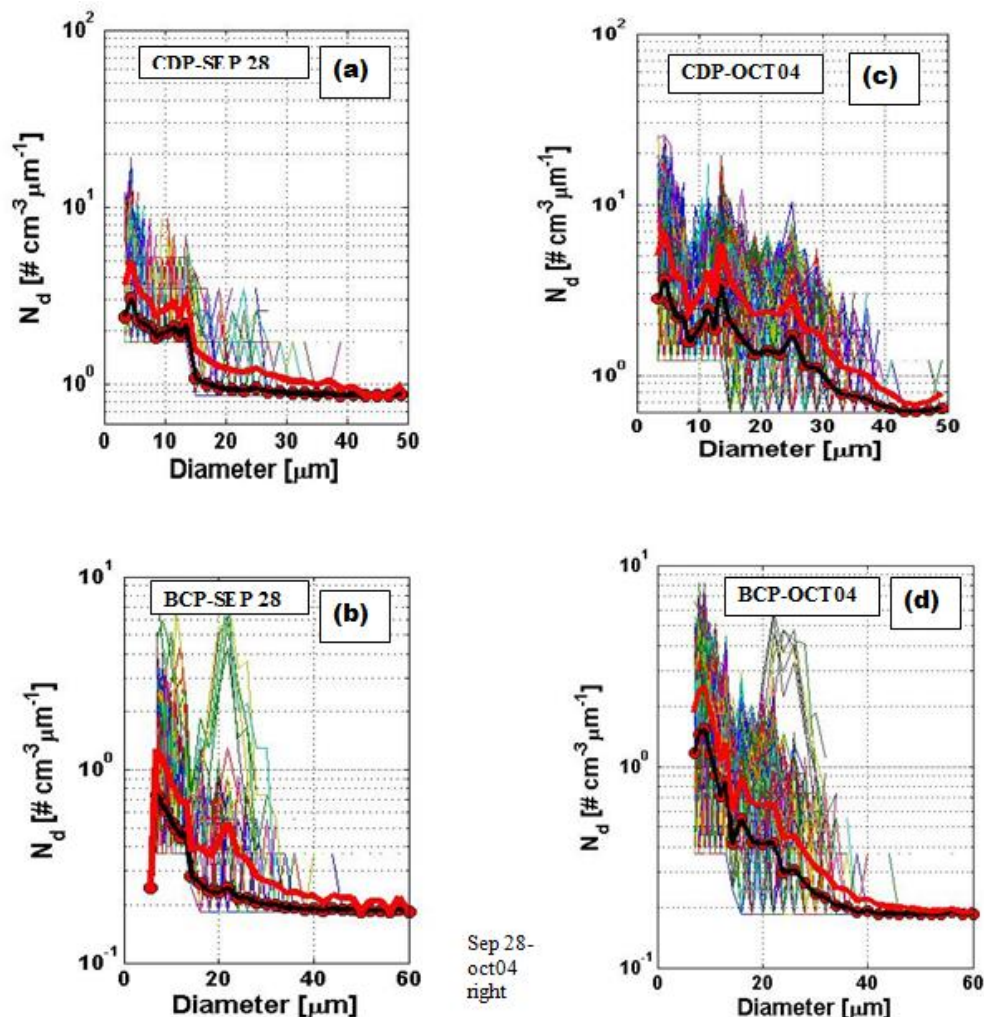 10²
CDP-SEP 28
(a)
10¹
10⁰
N_d [# cm⁻³ μm⁻¹]
0 10 20 30 40 50
Diameter [μm]
10²
CDP-OCT04
(c)
10¹
10⁰
N_d [# cm⁻³ μm⁻¹]
0 10 20 30 40 50
Diameter [μm]
10¹
BCP-SEP 28
(b)
10⁰
10⁻¹
N_d [# cm⁻³ μm⁻¹]
0 20 40 60
Diameter [μm]
Sep 28-
oct04
right
10¹
BCP-OCT04
(d)
10⁰
10⁻¹
N_d [# cm⁻³ μm⁻¹]
0 20 40 60
Diameter [μm]